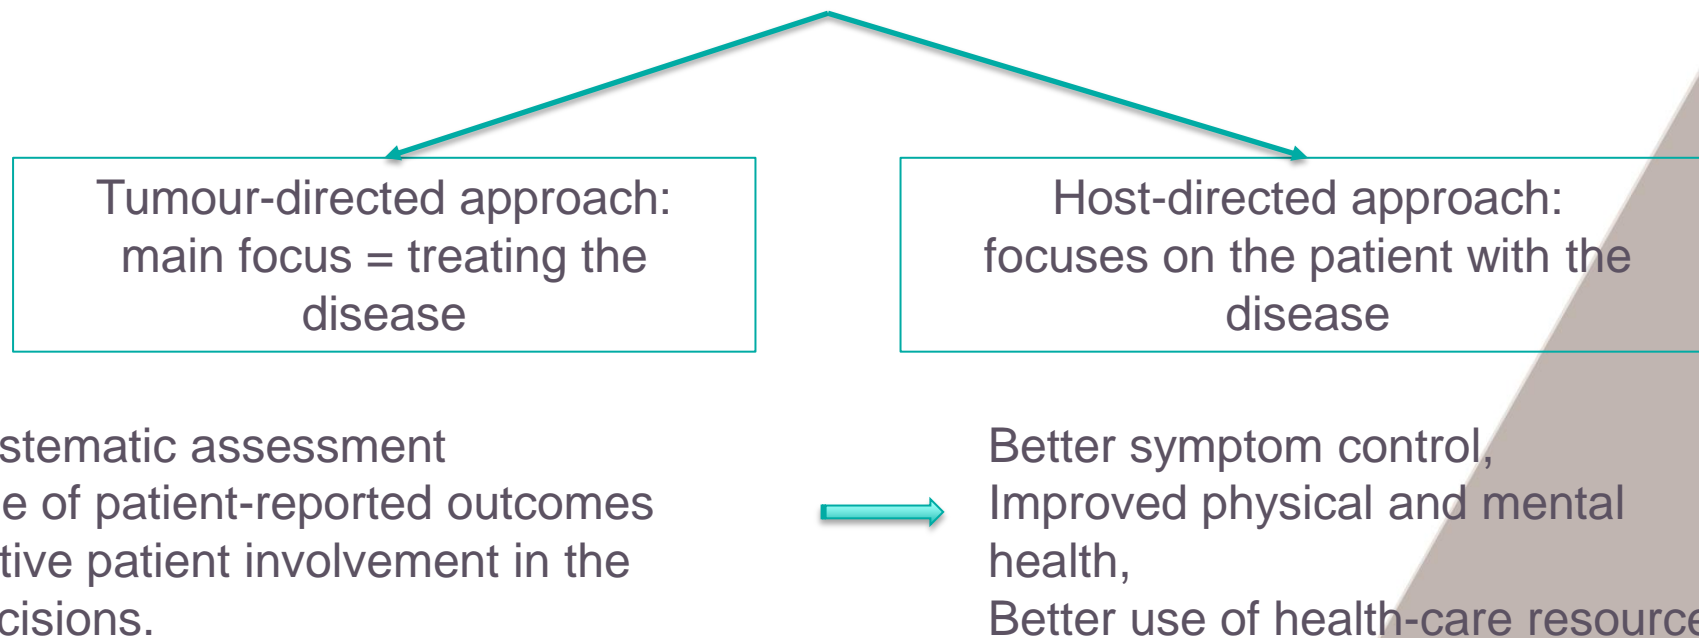 Tumour-directed approach:
main focus = treating the
disease
Host-directed approach:
focuses on the patient with the
disease
stematic assessment
e of patient-reported outcomes
tive patient involvement in the
cisions.
Better symptom control,
Improved physical and mental
health,
Better use of health-care resource